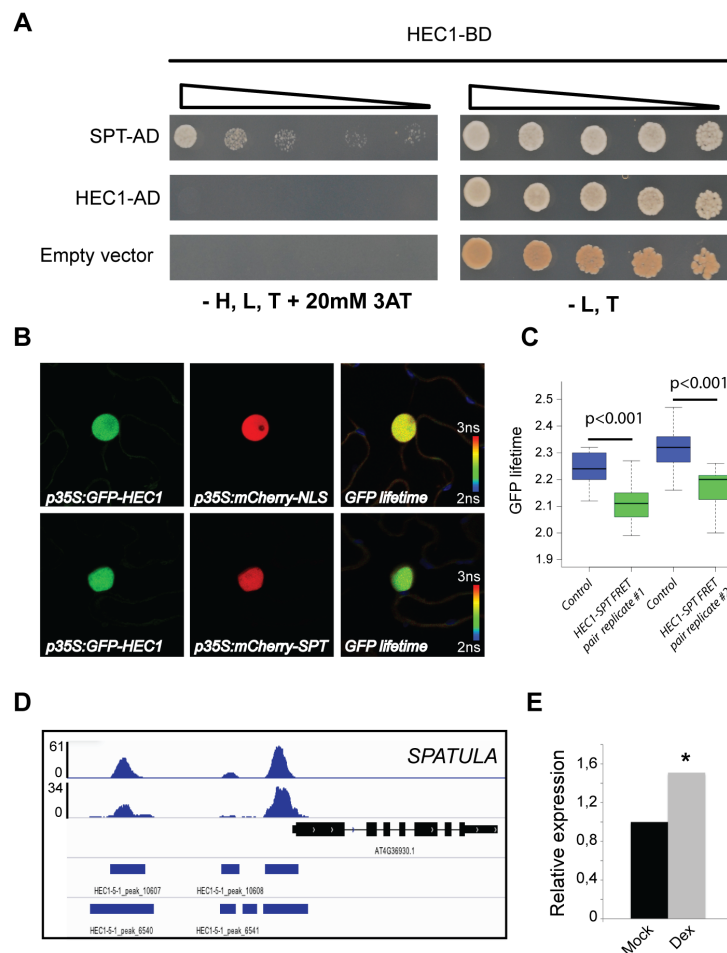 A
HEC1-BD
SPT-AD
HEC1-AD
Empty vector
- H, L, T + 20mM 3AT
- L, T
B
p35S:GFP-HEC1
p35S:mCherry-NLS
GFP lifetime
3ns
2ns
p35S:GFP-HEC1
p35S:mCherry-SPT
GFP lifetime
3ns
2ns
C
GFP lifetime
2.5
2.4
2.3
2.2
2.1
2.0
1.9
p<0.001
p<0.001
Control
HEC1-SPT FRET
pair replicate #1
Control
HEC1-SPT FRET
pair replicate #2
D
61
0
34
0
SPATULA
AT4G36930.1
HEC1-5-1_peak_10607
HEC1-5-1_peak_10608
HEC1-5-1_peak_6540
HEC1-5-1_peak_6541
E
Relative expression
1,6
1,2
0,8
0,4
0
*
Mock
Dex